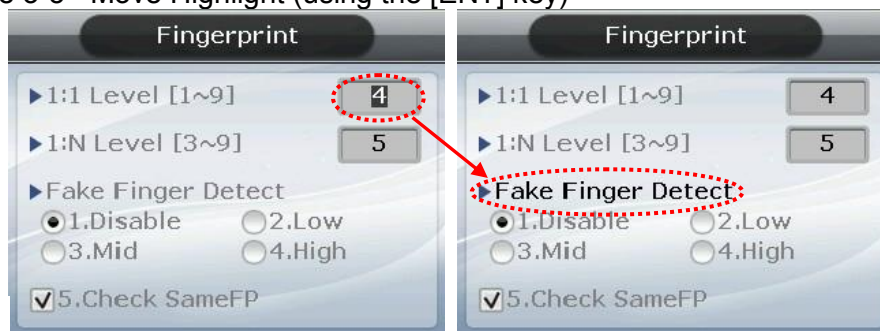 Move Highlight (using the [ENT] key)
Fingerprint
1:1 Level [1~9] 4
1:N Level [3~9] 5
Fake Finger Detect
1.Disable 2.Low
3.Mid 4.High
5.Check SameFP
Fingerprint
1:1 Level [1~9] 4
1:N Level [3~9] 5
Fake Finger Detect
1.Disable 2.Low
3.Mid 4.High
5.Check SameFP